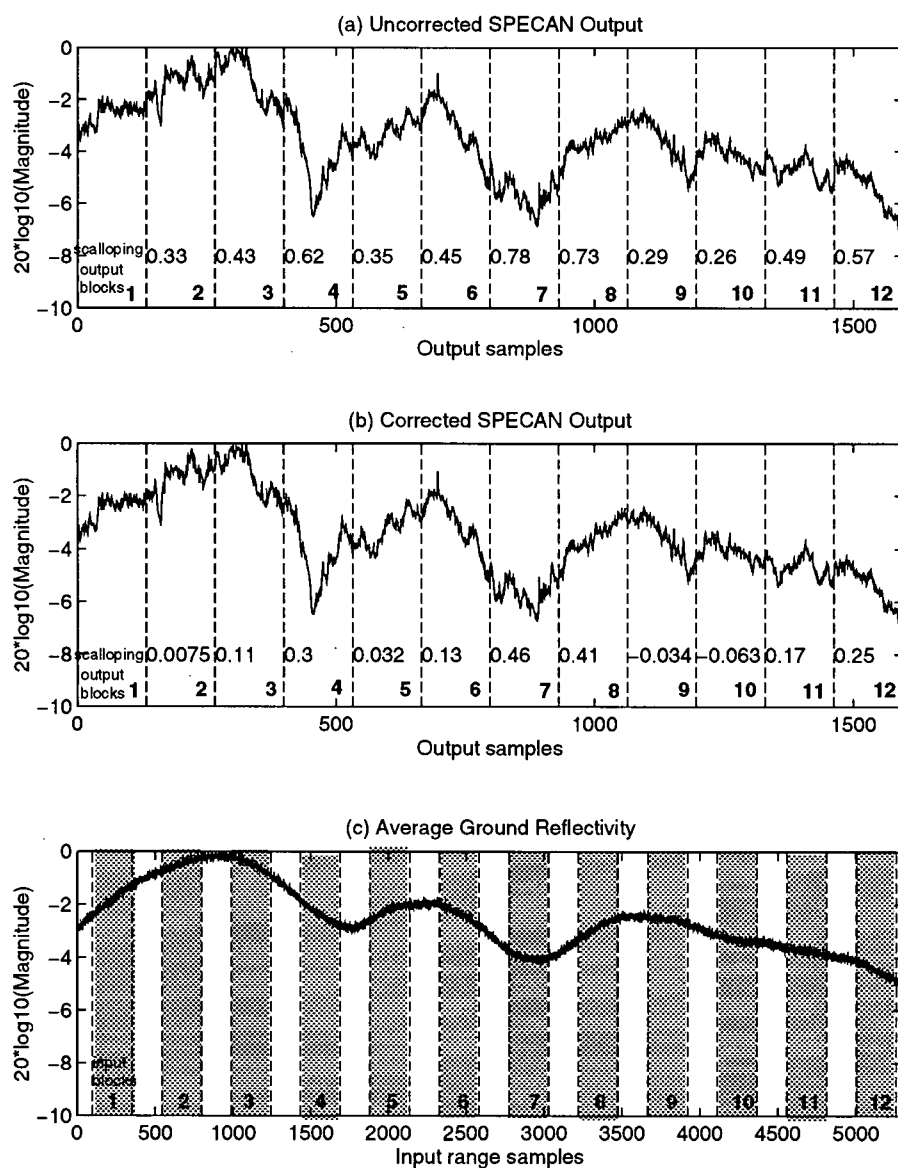 (a) Uncorrected SPECAN Output
20*log10(Magnitude)
0
−2
−4
−6
−8
−10
scalloping 0.33 0.43 0.62 0.35 0.45 0.78 0.73 0.29 0.26 0.49 0.57
output
blocks 1 2 3 4 5 6 7 8 9 10 11 12
0 500 1000 1500
Output samples
(b) Corrected SPECAN Output
20*log10(Magnitude)
0
−2
−4
−6
−8
−10
scalloping 0.0075 0.11 0.3 0.032 0.13 0.46 0.41 −0.034 −0.063 0.17 0.25
output
blocks 1 2 3 4 5 6 7 8 9 10 11 12
0 500 1000 1500
Output samples
(c) Average Ground Reflectivity
20*log10(Magnitude)
0
−2
−4
−6
−8
−10
input
blocks
1 2 3 4 5 6 7 8 9 10 11 12
0 500 1000 1500 2000 2500 3000 3500 4000 4500 5000
Input range samples